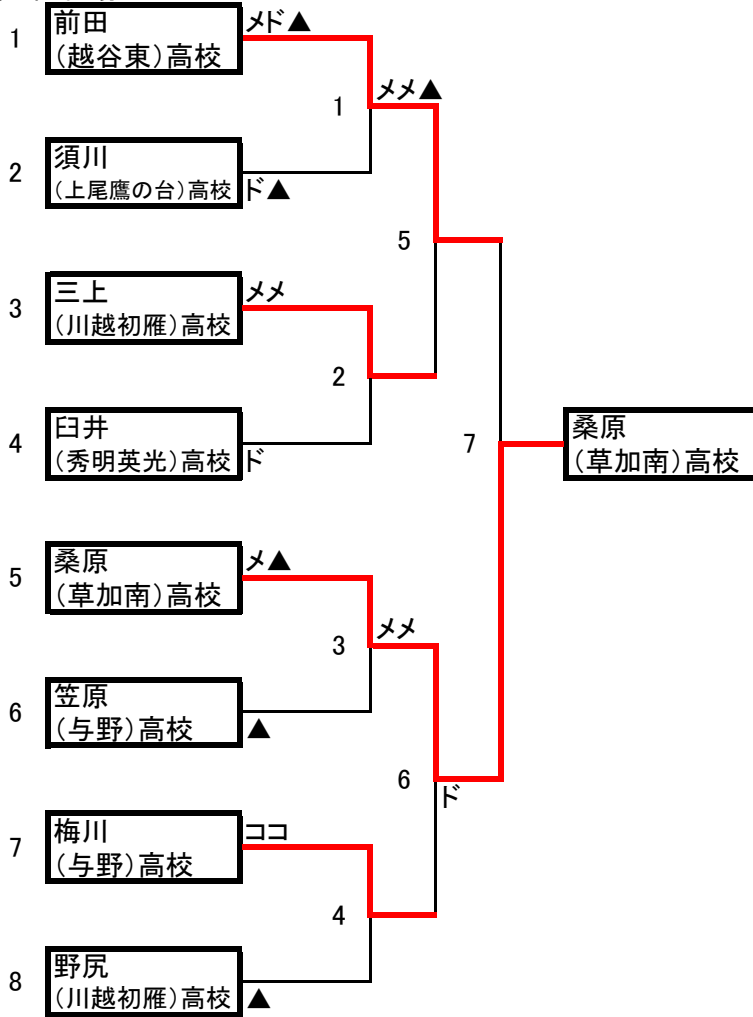 1
前田
(越谷東)高校
メド▲
1
メメ▲
2
須川
(上尾鷹の台)高校
ド▲
5
3
三上
(川越初雁)高校
メメ
2
4
臼井
(秀明英光)高校
ド
7
桑原
(草加南)高校
5
桑原
(草加南)高校
メ▲
3
メメ
6
笠原
(与野)高校
▲
6
ド
7
梅川
(与野)高校
ココ
4
8
野尻
(川越初雁)高校
▲